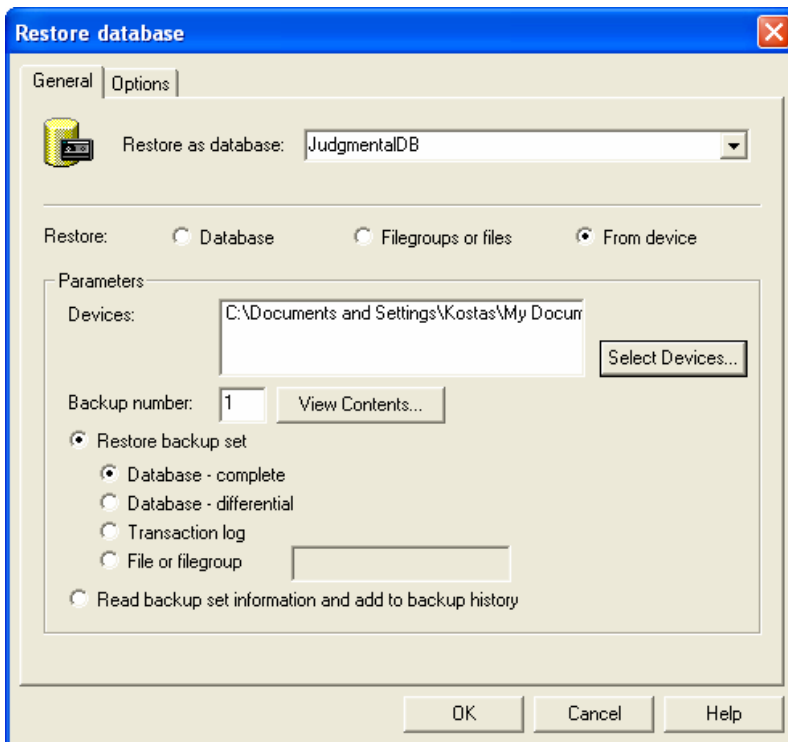 Restore database
General Options
Restore as database: JudgmentalDB
Restore: Database Filegroups or files From device
Parameters
Devices: C:\Documents and Settings\Kostas\My Docum
Select Devices...
Backup number: 1 View Contents...
Restore backup set
Database - complete
Database - differential
Transaction log
File or filegroup
Read backup set information and add to backup history
OK Cancel Help